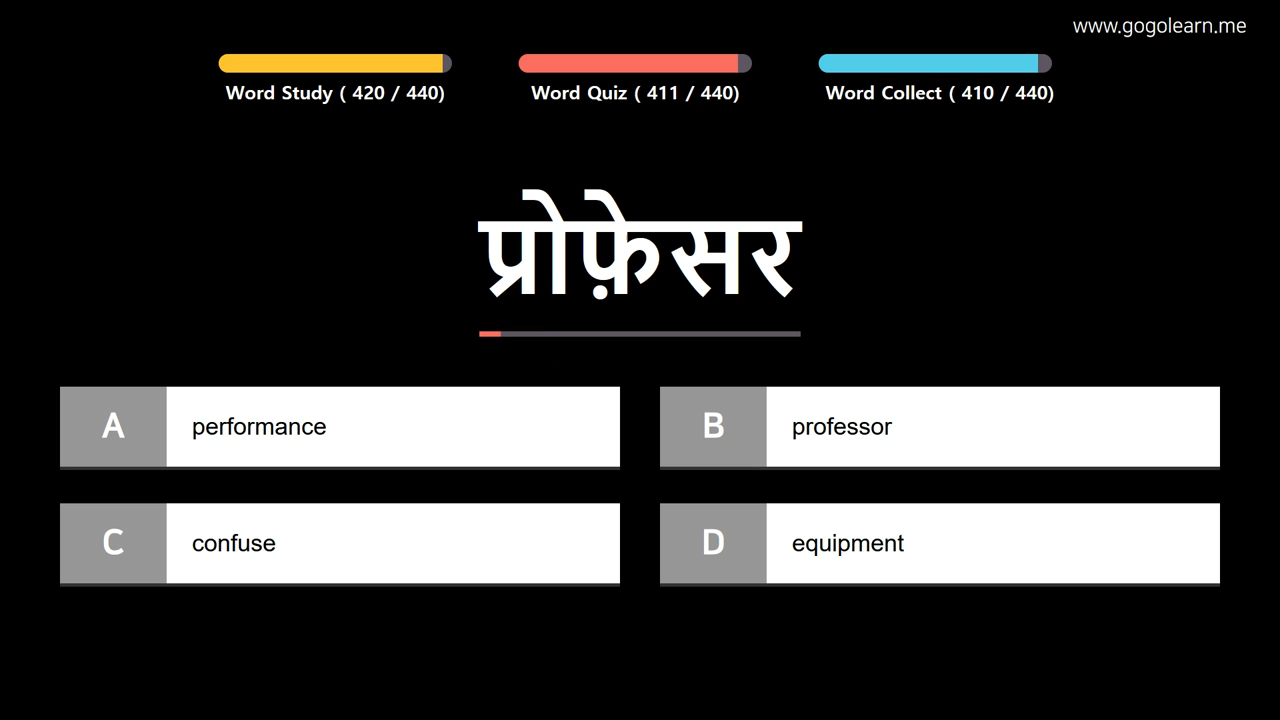 www.gogolearn.me
Word Study ( 420 / 440)
Word Quiz ( 411 / 440)
Word Collect ( 410 / 440)
प्रोफ़ेसर
A performance
B professor
C confuse
D equipment